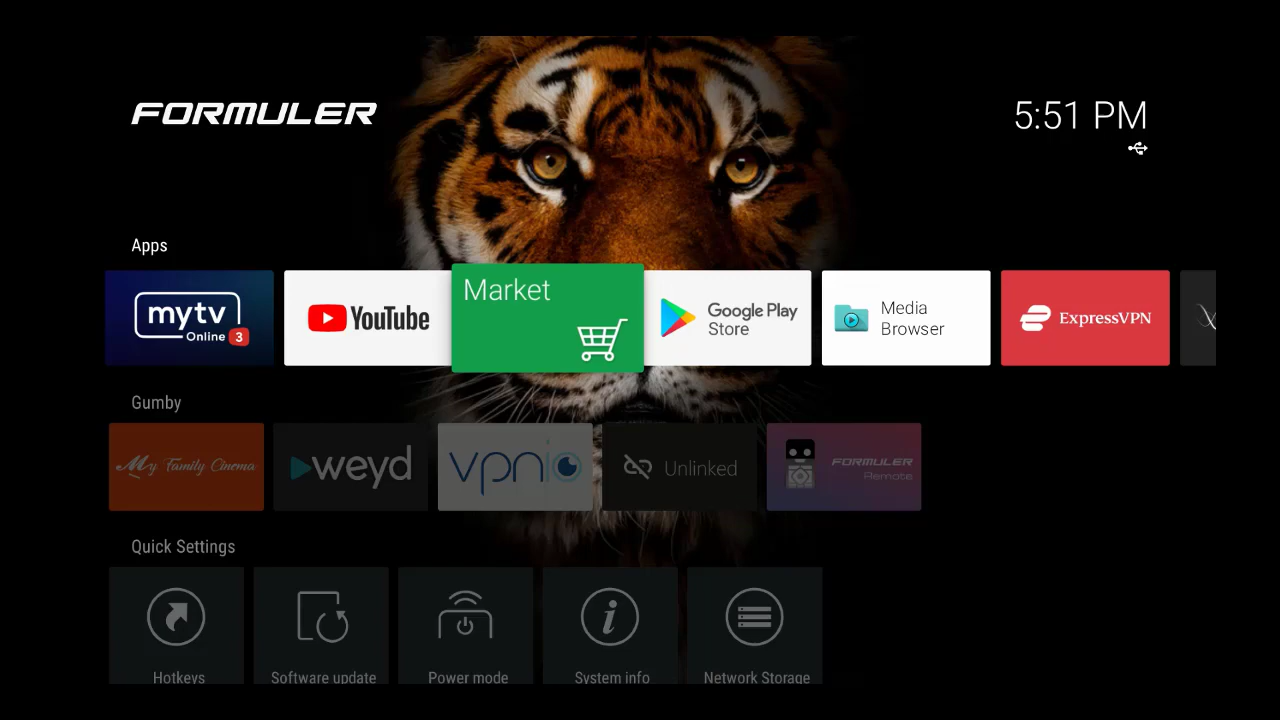 FORMULER
5:51 PM
Apps
mytv
Online 3
YouTube
Market
Google Play
Store
Media
Browser
ExpressVPN
Gumby
My Family Cinema
weyd
vpnio
Unlinked
FORMULER
Remote
Quick Settings
Hotkeys
Software update
Power mode
System info
Network Storage